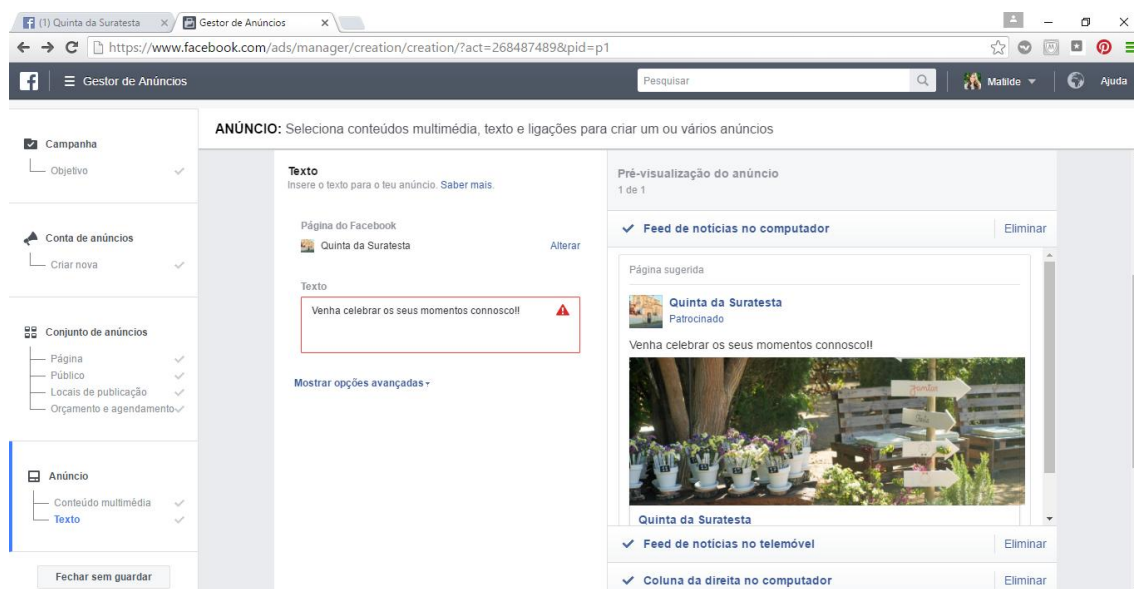 (1) Quinta da Suratesta
Gestor de Anúncios
https://www.facebook.com/ads/manager/creation/creation/?act=268487489&pid=p1
Gestor de Anúncios
Pesquisar
Matilde
Ajuda
ANÚNCIO: Seleciona conteúdos multimédia, texto e ligações para criar um ou vários anúncios
Campanha
Objetivo
Conta de anúncios
Criar nova
Conjunto de anúncios
Página
Público
Locais de publicação
Orçamento e agendamento
Anúncio
Conteúdo multimédia
Texto
Fechar sem guardar
Texto
Insere o texto para o teu anúncio. Saber mais.
Página do Facebook
Quinta da Suratesta
Alterar
Texto
Venha celebrar os seus momentos connosco!!
Mostrar opções avançadas
Pré-visualização do anúncio
1 de 1
Feed de notícias no computador
Eliminar
Página sugerida
Quinta da Suratesta
Patrocinado
Venha celebrar os seus momentos connosco!!
Quinta da Suratesta
Feed de notícias no telemóvel
Eliminar
Coluna da direita no computador
Eliminar